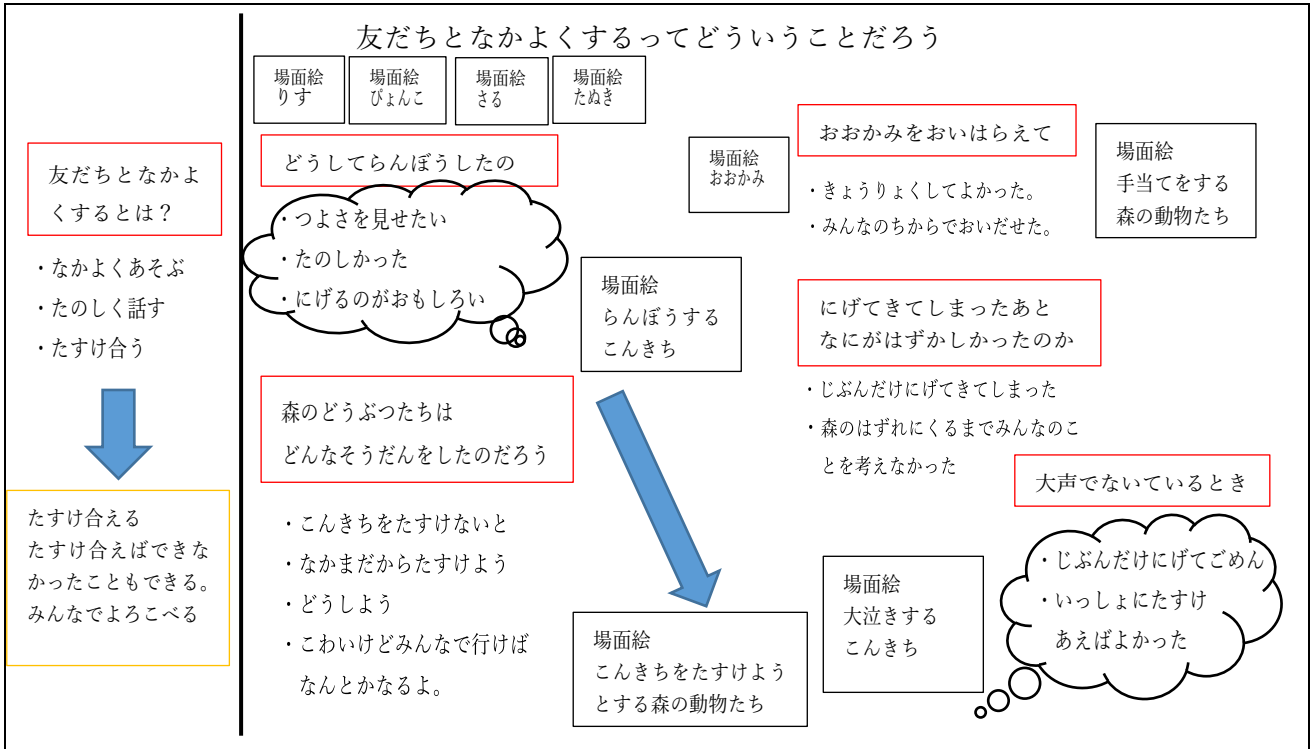 友だちとなかよくするってどういうことだろう
友だちとなかよ
くするとは？
・なかよくあそぶ
・たのしく話す
・たすけ合う
たすけ合える
たすけ合えばできな
かったこともできる。
みんなでよろこべる
場面絵
りす
場面絵
ぴょんこ
場面絵
さる
場面絵
たぬき
どうしてらんぼうしたの
・つよさを見せたい
・たのしかった
・にげるのがおもしろい
場面絵
らんぼうする
こんきち
森のどうぶつたちは
どんなそうだんをしたのだろう
・こんきちをたすけないと
・なかまだからたすけよう
・どうしよう
・こわいけどみんなで行けば
なんとかなるよ。
場面絵
こんきちをたすけよう
とする森の動物たち
場面絵
おおかみ
おおかみをおいはらえて
・きょうりょくしてよかった。
・みんなのちからでおいだせた。
場面絵
手当てをする
森の動物たち
にげてきてしまったあと
なにがはずかしかったのか
・じぶんだけにげてきてしまった
・森のはずれにくるまでみんなのこ
とを考えなかった
大声でないているとき
・じぶんだけにげてごめん
・いっしょにたすけ
あえばよかった
場面絵
大泣きする
こんきち